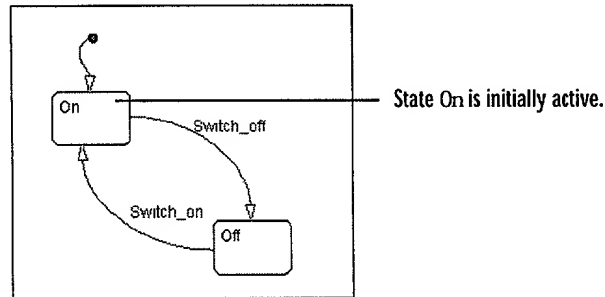 On
State On is initially active.
Switch_off
Switch_on
Off